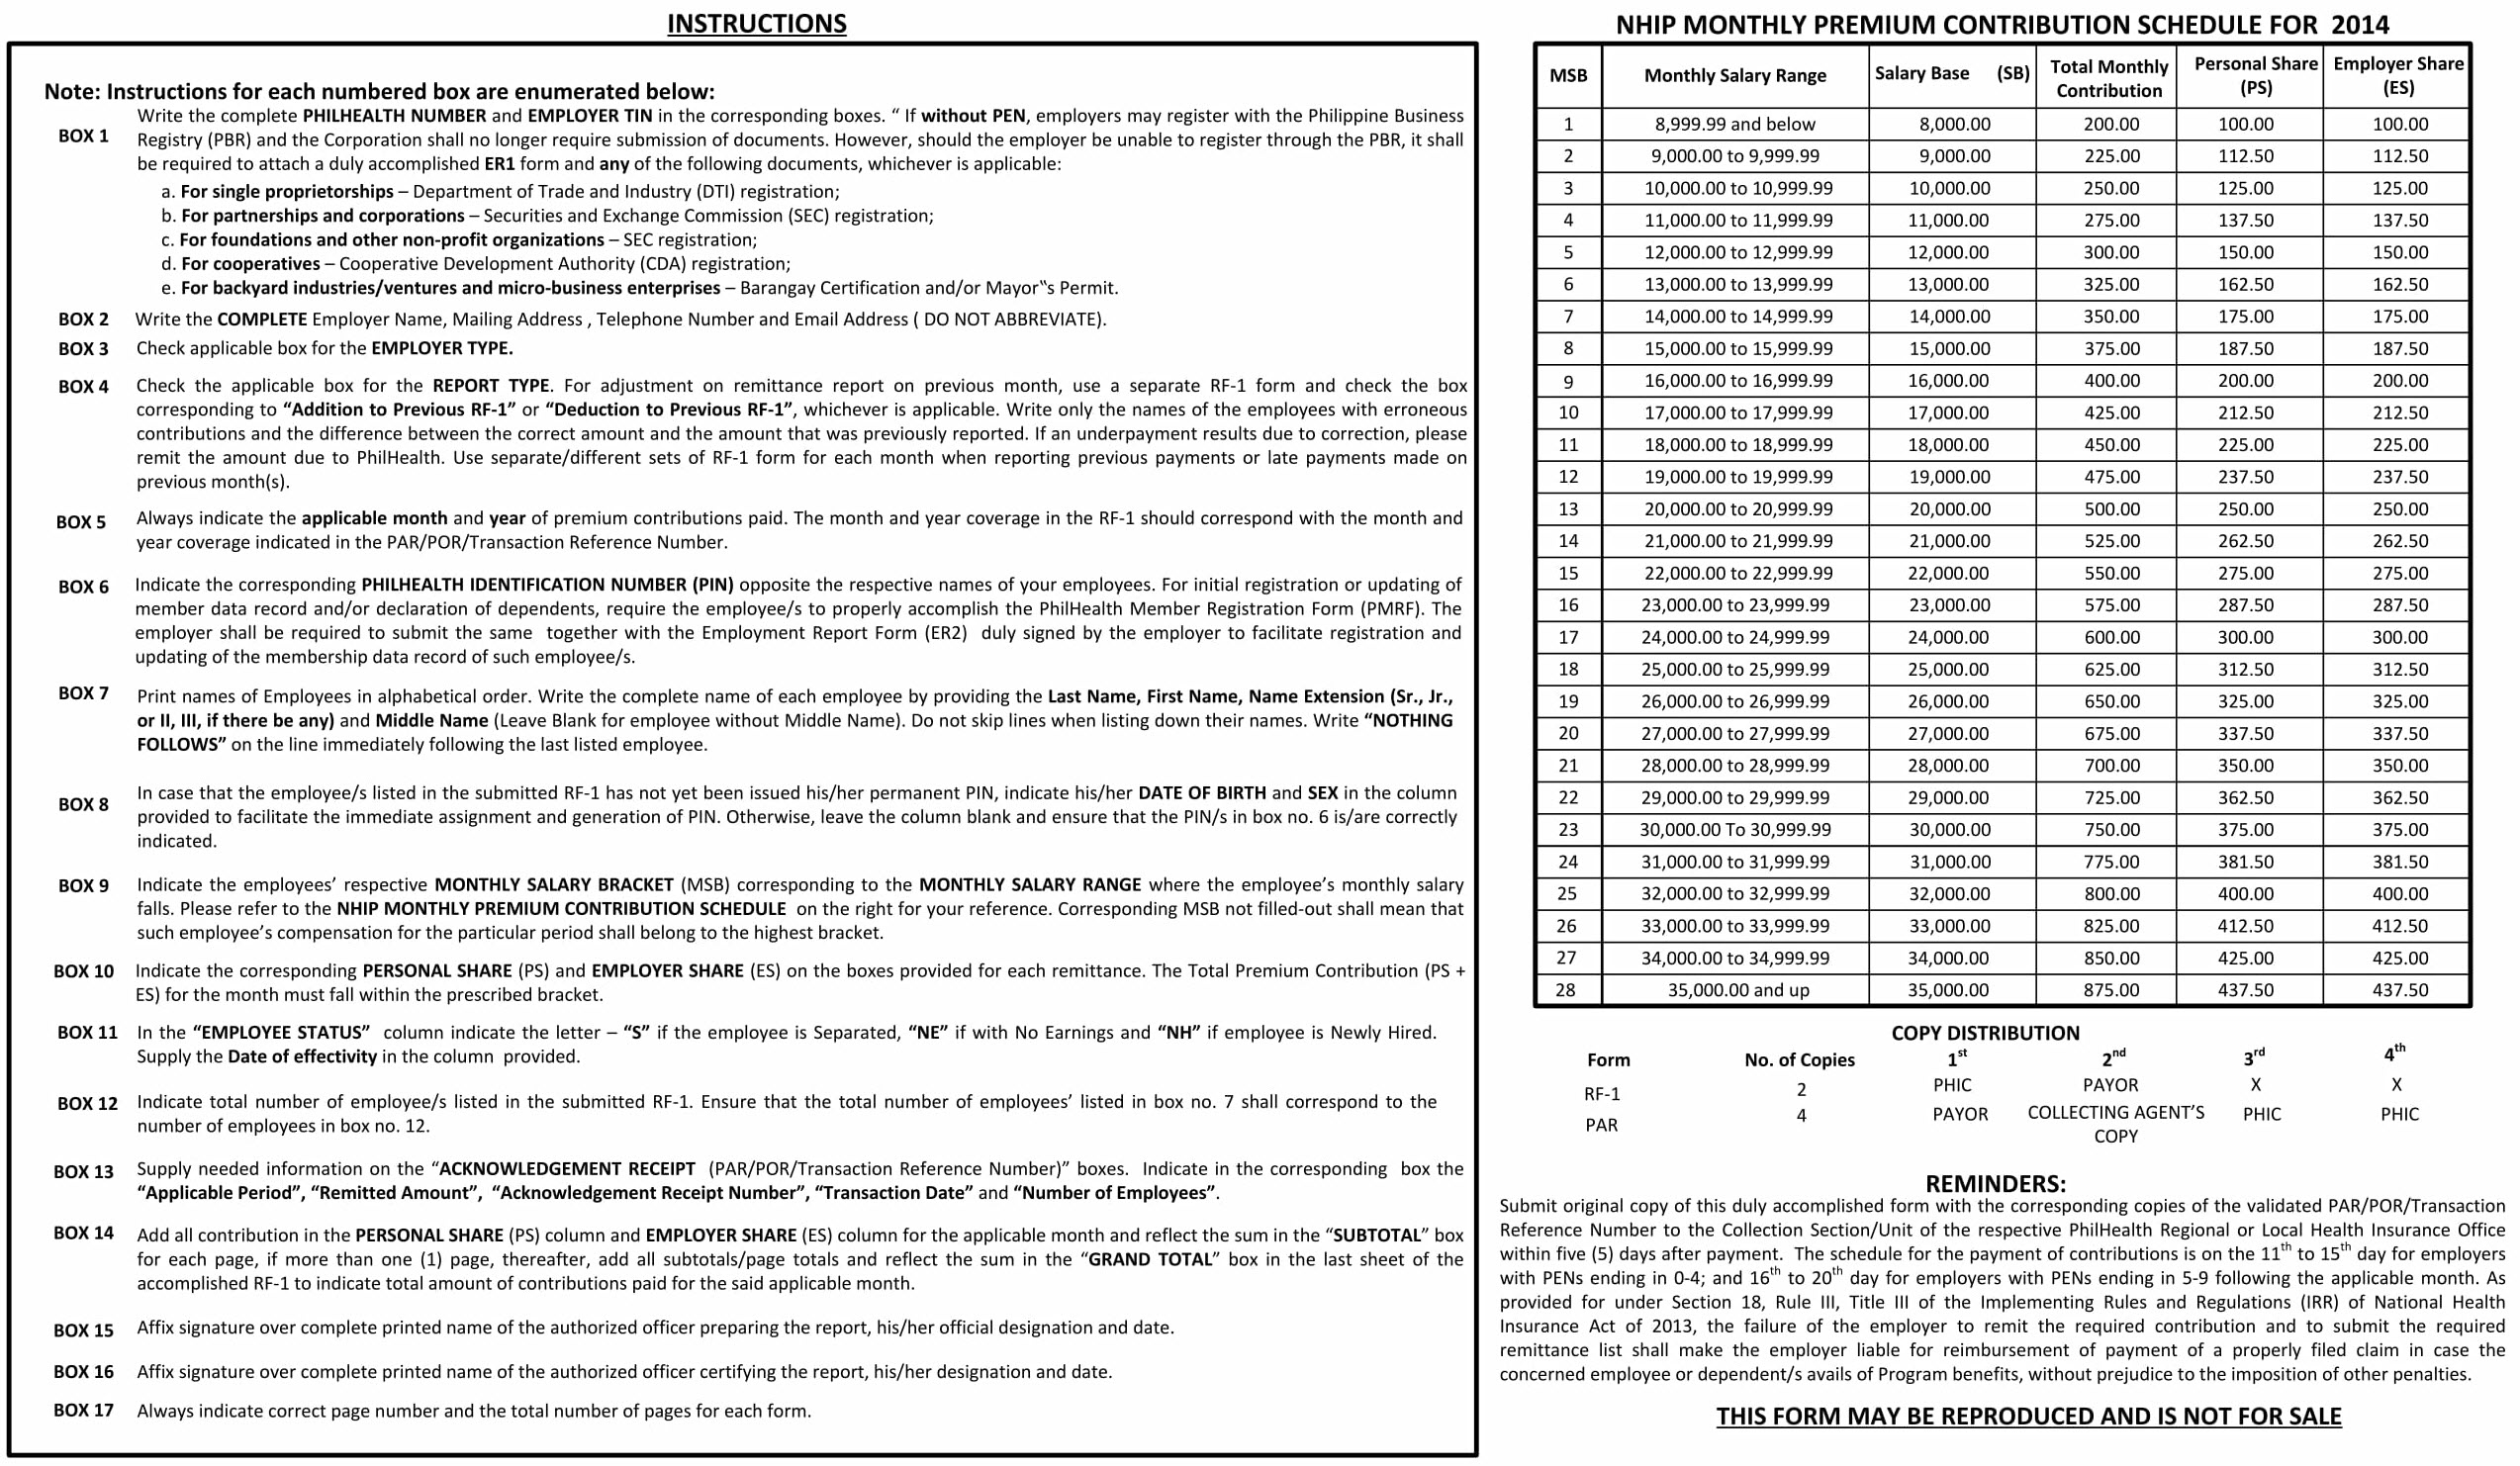 INSTRUCTIONS
Note: Instructions for each numbered box are enumerated below:
BOX 1
Write the complete PHILHEALTH NUMBER and EMPLOYER TIN in the corresponding boxes. “ If without PEN, employers may register with the Philippine Business
Registry (PBR) and the Corporation shall no longer require submission of documents. However, should the employer be unable to register through the PBR, it shall
be required to attach a duly accomplished ER1 form and any of the following documents, whichever is applicable:
a. For single proprietorships – Department of Trade and Industry (DTI) registration;
b. For partnerships and corporations – Securities and Exchange Commission (SEC) registration;
c. For foundations and other non-profit organizations – SEC registration;
d. For cooperatives – Cooperative Development Authority (CDA) registration;
e. For backyard industries/ventures and micro-business enterprises – Barangay Certification and/or Mayor‟s Permit.
BOX 2 Write the COMPLETE Employer Name, Mailing Address , Telephone Number and Email Address ( DO NOT ABBREVIATE).
BOX 3 Check applicable box for the EMPLOYER TYPE.
BOX 4 Check the applicable box for the REPORT TYPE. For adjustment on remittance report on previous month, use a separate RF-1 form and check the box
corresponding to “Addition to Previous RF-1” or “Deduction to Previous RF-1”, whichever is applicable. Write only the names of the employees with erroneous
contributions and the difference between the correct amount and the amount that was previously reported. If an underpayment results due to correction, please
remit the amount due to PhilHealth. Use separate/different sets of RF-1 form for each month when reporting previous payments or late payments made on
previous month(s).
BOX 5 Always indicate the applicable month and year of premium contributions paid. The month and year coverage in the RF-1 should correspond with the month and
year coverage indicated in the PAR/POR/Transaction Reference Number.
BOX 6 Indicate the corresponding PHILHEALTH IDENTIFICATION NUMBER (PIN) opposite the respective names of your employees. For initial registration or updating of
member data record and/or declaration of dependents, require the employee/s to properly accomplish the PhilHealth Member Registration Form (PMRF). The
employer shall be required to submit the same together with the Employment Report Form (ER2) duly signed by the employer to facilitate registration and
updating of the membership data record of such employee/s.
BOX 7 Print names of Employees in alphabetical order. Write the complete name of each employee by providing the Last Name, First Name, Name Extension (Sr., Jr.,
or II, III, if there be any) and Middle Name (Leave Blank for employee without Middle Name). Do not skip lines when listing down their names. Write “NOTHING
FOLLOWS” on the line immediately following the last listed employee.
BOX 8 In case that the employee/s listed in the submitted RF-1 has not yet been issued his/her permanent PIN, indicate his/her DATE OF BIRTH and SEX in the column
provided to facilitate the immediate assignment and generation of PIN. Otherwise, leave the column blank and ensure that the PIN/s in box no. 6 is/are correctly
indicated.
BOX 9 Indicate the employees’ respective MONTHLY SALARY BRACKET (MSB) corresponding to the MONTHLY SALARY RANGE where the employee’s monthly salary
falls. Please refer to the NHIP MONTHLY PREMIUM CONTRIBUTION SCHEDULE on the right for your reference. Corresponding MSB not filled-out shall mean that
such employee’s compensation for the particular period shall belong to the highest bracket.
BOX 10 Indicate the corresponding PERSONAL SHARE (PS) and EMPLOYER SHARE (ES) on the boxes provided for each remittance. The Total Premium Contribution (PS +
ES) for the month must fall within the prescribed bracket.
BOX 11 In the “EMPLOYEE STATUS” column indicate the letter – “S” if the employee is Separated, “NE” if with No Earnings and “NH” if employee is Newly Hired.
Supply the Date of effectivity in the column provided.
BOX 12 Indicate total number of employee/s listed in the submitted RF-1. Ensure that the total number of employees’ listed in box no. 7 shall correspond to the
number of employees in box no. 12.
BOX 13 Supply needed information on the “ACKNOWLEDGEMENT RECEIPT (PAR/POR/Transaction Reference Number)” boxes. Indicate in the corresponding box the
“Applicable Period”, “Remitted Amount”, “Acknowledgement Receipt Number”, “Transaction Date” and “Number of Employees”.
BOX 14 Add all contribution in the PERSONAL SHARE (PS) column and EMPLOYER SHARE (ES) column for the applicable month and reflect the sum in the “SUBTOTAL” box
for each page, if more than one (1) page, thereafter, add all subtotals/page totals and reflect the sum in the “GRAND TOTAL” box in the last sheet of the
accomplished RF-1 to indicate total amount of contributions paid for the said applicable month.
BOX 15 Affix signature over complete printed name of the authorized officer preparing the report, his/her official designation and date.
BOX 16 Affix signature over complete printed name of the authorized officer certifying the report, his/her designation and date.
BOX 17 Always indicate correct page number and the total number of pages for each form.
NHIP MONTHLY PREMIUM CONTRIBUTION SCHEDULE FOR 2014
MSB Monthly Salary Range Salary Base (SB) Total Monthly Contribution Personal Share (PS) Employer Share (ES)
1 8,999.99 and below 8,000.00 200.00 100.00 100.00
2 9,000.00 to 9,999.99 9,000.00 225.00 112.50 112.50
3 10,000.00 to 10,999.99 10,000.00 250.00 125.00 125.00
4 11,000.00 to 11,999.99 11,000.00 275.00 137.50 137.50
5 12,000.00 to 12,999.99 12,000.00 300.00 150.00 150.00
6 13,000.00 to 13,999.99 13,000.00 325.00 162.50 162.50
7 14,000.00 to 14,999.99 14,000.00 350.00 175.00 175.00
8 15,000.00 to 15,999.99 15,000.00 375.00 187.50 187.50
9 16,000.00 to 16,999.99 16,000.00 400.00 200.00 200.00
10 17,000.00 to 17,999.99 17,000.00 425.00 212.50 212.50
11 18,000.00 to 18,999.99 18,000.00 450.00 225.00 225.00
12 19,000.00 to 19,999.99 19,000.00 475.00 237.50 237.50
13 20,000.00 to 20,999.99 20,000.00 500.00 250.00 250.00
14 21,000.00 to 21,999.99 21,000.00 525.00 262.50 262.50
15 22,000.00 to 22,999.99 22,000.00 550.00 275.00 275.00
16 23,000.00 to 23,999.99 23,000.00 575.00 287.50 287.50
17 24,000.00 to 24,999.99 24,000.00 600.00 300.00 300.00
18 25,000.00 to 25,999.99 25,000.00 625.00 312.50 312.50
19 26,000.00 to 26,999.99 26,000.00 650.00 325.00 325.00
20 27,000.00 to 27,999.99 27,000.00 675.00 337.50 337.50
21 28,000.00 to 28,999.99 28,000.00 700.00 350.00 350.00
22 29,000.00 to 29,999.99 29,000.00 725.00 362.50 362.50
23 30,000.00 To 30,999.99 30,000.00 750.00 375.00 375.00
24 31,000.00 to 31,999.99 31,000.00 775.00 381.50 381.50
25 32,000.00 to 32,999.99 32,000.00 800.00 400.00 400.00
26 33,000.00 to 33,999.99 33,000.00 825.00 412.50 412.50
27 34,000.00 to 34,999.99 34,000.00 850.00 425.00 425.00
28 35,000.00 and up 35,000.00 875.00 437.50 437.50
COPY DISTRIBUTION
Form No. of Copies 1st 2nd 3rd 4th
RF-1 2 PHIC PAYOR X X
PAR 4 PAYOR COLLECTING AGENT’S COPY PHIC PHIC
REMINDERS:
Submit original copy of this duly accomplished form with the corresponding copies of the validated PAR/POR/Transaction
Reference Number to the Collection Section/Unit of the respective PhilHealth Regional or Local Health Insurance Office
within five (5) days after payment. The schedule for the payment of contributions is on the 11th to 15th day for employers
with PENs ending in 0-4; and 16th to 20th day for employers with PENs ending in 5-9 following the applicable month. As
provided for under Section 18, Rule III, Title III of the Implementing Rules and Regulations (IRR) of National Health
Insurance Act of 2013, the failure of the employer to remit the required contribution and to submit the required
remittance list shall make the employer liable for reimbursement of payment of a properly filed claim in case the
concerned employee or dependent/s avails of Program benefits, without prejudice to the imposition of other penalties.
THIS FORM MAY BE REPRODUCED AND IS NOT FOR SALE